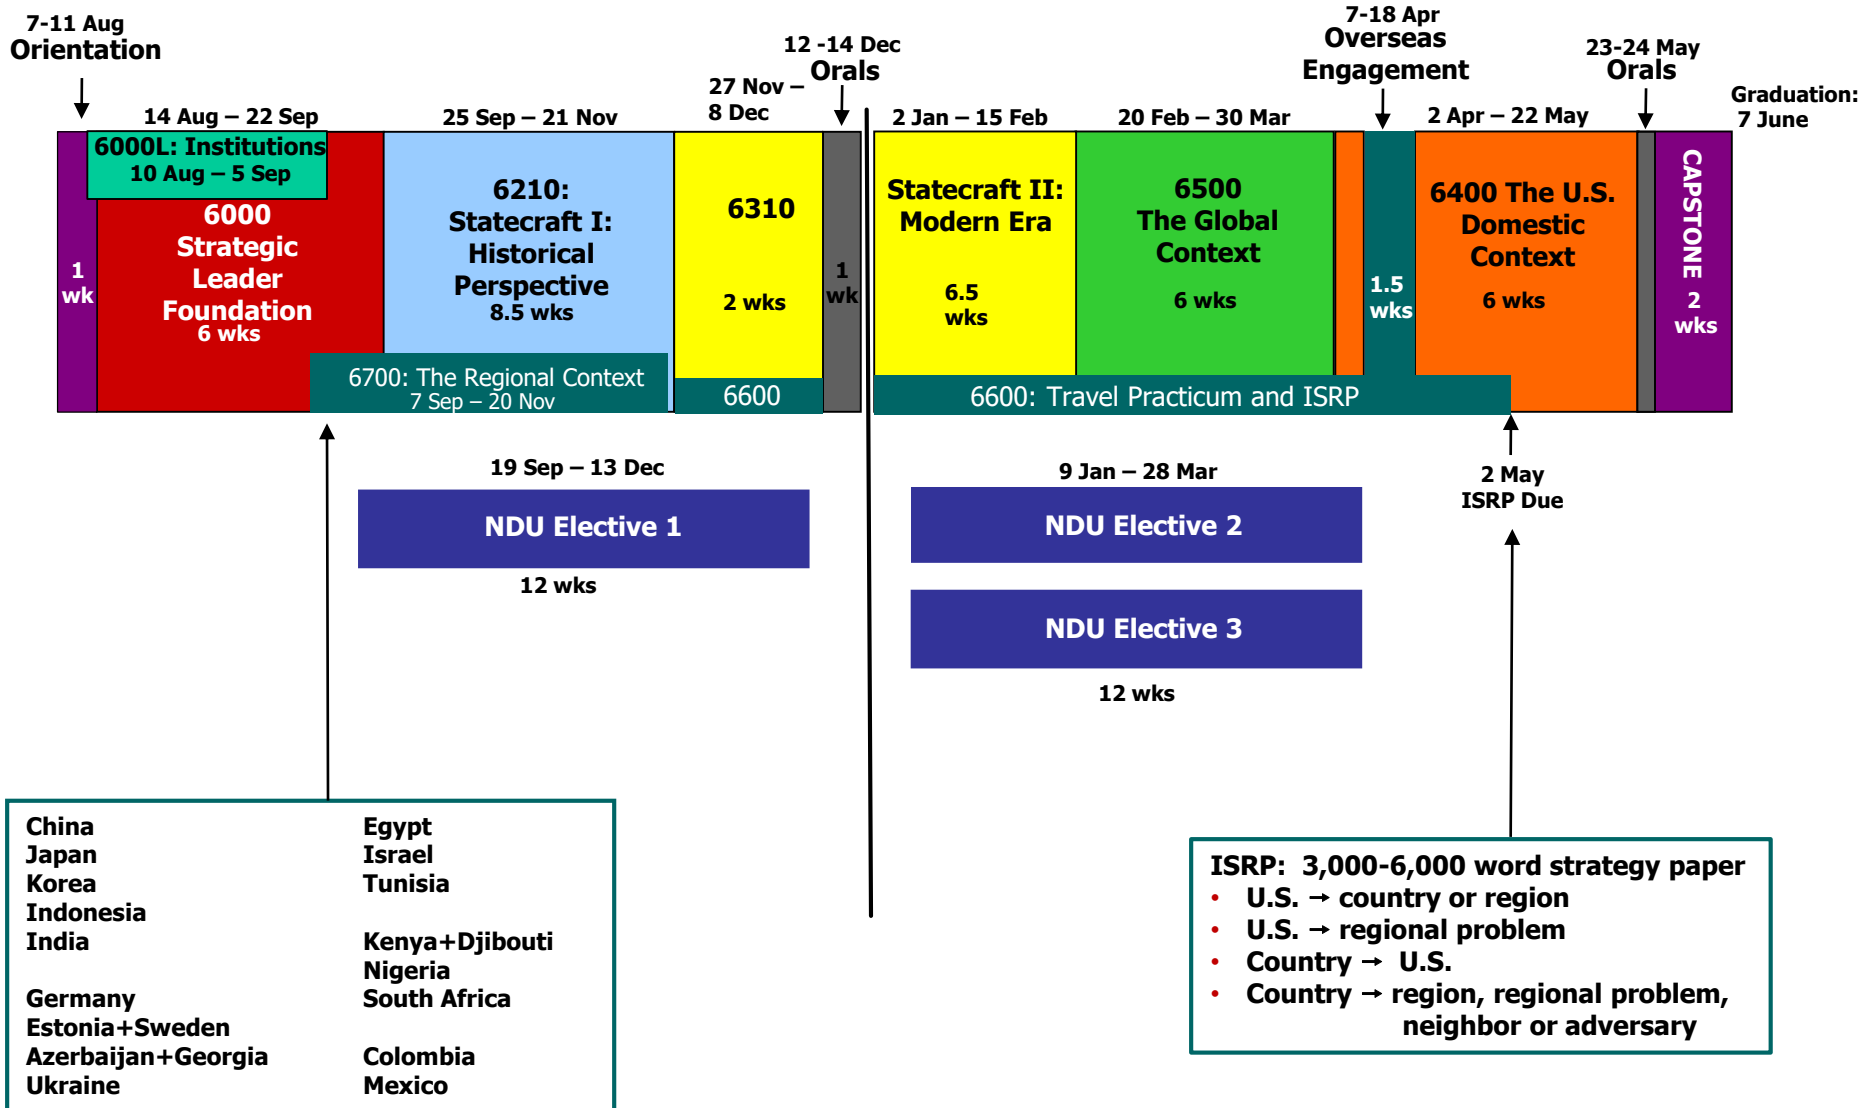 7-11 Aug
Orientation
12 -14 Dec
Orals
27 Nov –
8 Dec
7-18 Apr
Overseas
Engagement
23-24 May
Orals
Graduation:
7 June
14 Aug – 22 Sep
25 Sep – 21 Nov
2 Jan – 15 Feb
20 Feb – 30 Mar
2 Apr – 22 May
1
wk
6000L: Institutions
10 Aug – 5 Sep
6000
Strategic
Leader
Foundation
6 wks
6210:
Statecraft I:
Historical
Perspective
8.5 wks
6310
2 wks
1
wk
Statecraft II:
Modern Era
6.5
wks
6500
The Global
Context
6 wks
1.5
wks
6400 The U.S.
Domestic
Context
6 wks
CAPSTONE
2
wks
6700: The Regional Context
7 Sep – 20 Nov
6600
6600: Travel Practicum and ISRP
19 Sep – 13 Dec
NDU Elective 1
12 wks
9 Jan – 28 Mar
NDU Elective 2
NDU Elective 3
12 wks
2 May
ISRP Due
China
Japan
Korea
Indonesia
India
Germany
Estonia+Sweden
Azerbaijan+Georgia
Ukraine
Egypt
Israel
Tunisia
Kenya+Djibouti
Nigeria
South Africa
Colombia
Mexico
ISRP: 3,000-6,000 word strategy paper
• U.S. → country or region
• U.S. → regional problem
• Country → U.S.
• Country → region, regional problem,
neighbor or adversary